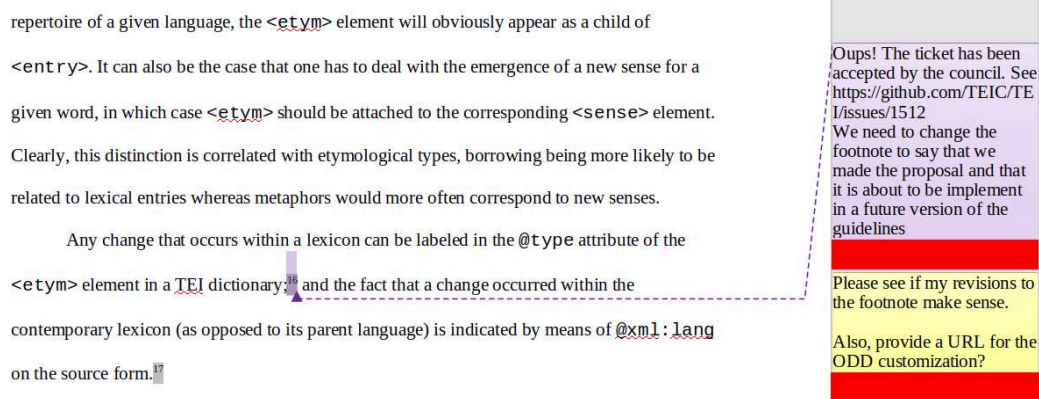 repertoire of a given language, the <etym> element will obviously appear as a child of
<entry>. It can also be the case that one has to deal with the emergence of a new sense for a
given word, in which case <etym> should be attached to the corresponding <sense> element.
Clearly, this distinction is correlated with etymological types, borrowing being more likely to be
related to lexical entries whereas metaphors would more often correspond to new senses.
Any change that occurs within a lexicon can be labeled in the @type attribute of the
<etym> element in a TEI dictionary;16 and the fact that a change occurred within the
contemporary lexicon (as opposed to its parent language) is indicated by means of @xml:lang
on the source form.17
Oups! The ticket has been
accepted by the council. See
https://github.com/TEIC/TE
I/issues/1512
We need to change the
footnote to say that we
made the proposal and that
it is about to be implement
in a future version of the
guidelines
Please see if my revisions to
the footnote make sense.
Also, provide a URL for the
ODD customization?